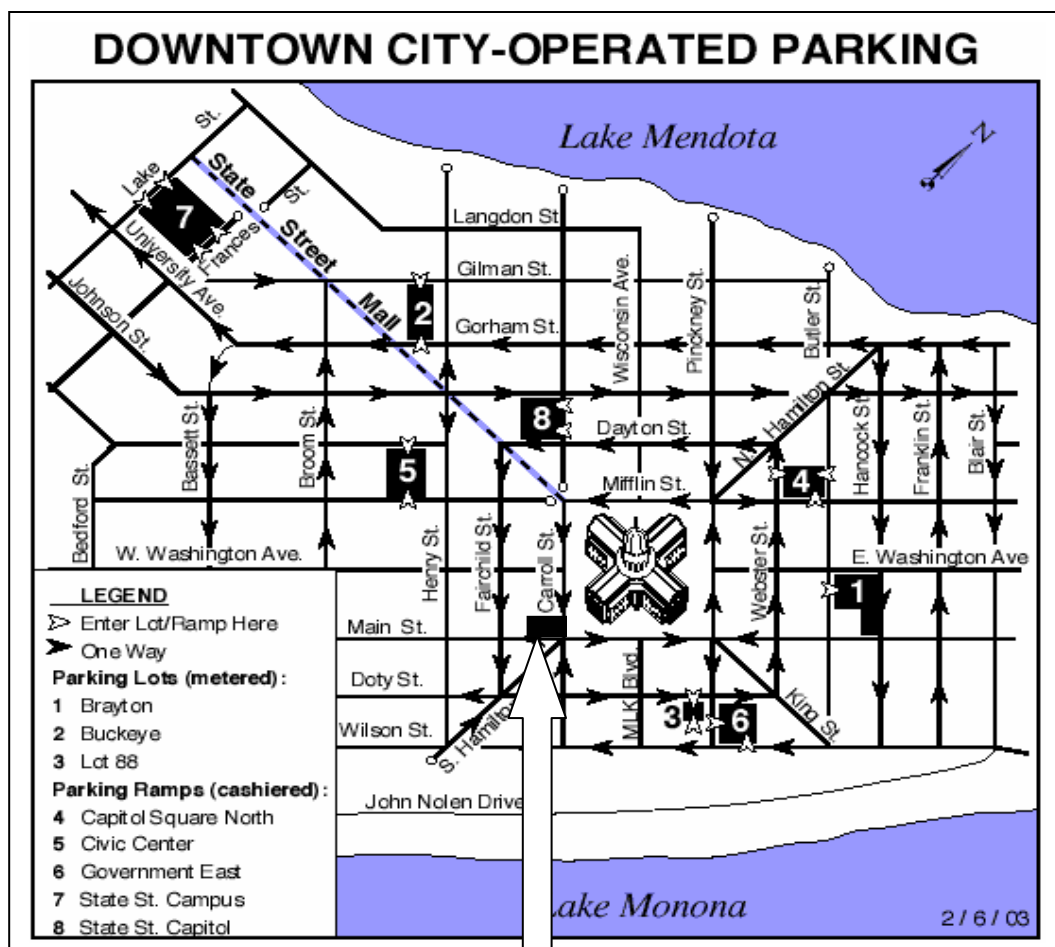 DOWNTOWN CITY-OPERATED PARKING
Lake Mendota
N
Lake St.
State Street Mall
Frances St.
7
University Ave.
Johnson St.
Langdon St.
Gilman St.
2
Gorham St.
Wisconsin Ave.
Pinckney St.
Butler St.
N. Hamilton St.
Hancock St.
Franklin St.
Blair St.
Bassett St.
Broom St.
8
Dayton St.
5
4
Mifflin St.
Bedford St.
W. Washington Ave.
Henry St.
Fairchild St.
Carroll St.
Webster St.
E. Washington Ave
1
Main St.
Doty St.
Wilson St.
S. Hamilton
MLK Blvd.
3
6
King St.
John Nolen Drive
ake Monona
2 / 6 / 03
LEGEND
Enter Lot/Ramp Here
One Way
Parking Lots (metered) :
1 Brayton
2 Buckeye
3 Lot 88
Parking Ramps (cashiered) :
4 Capitol Square North
5 Civic Center
6 Government East
7 State St. Campus
8 State St. Capitol